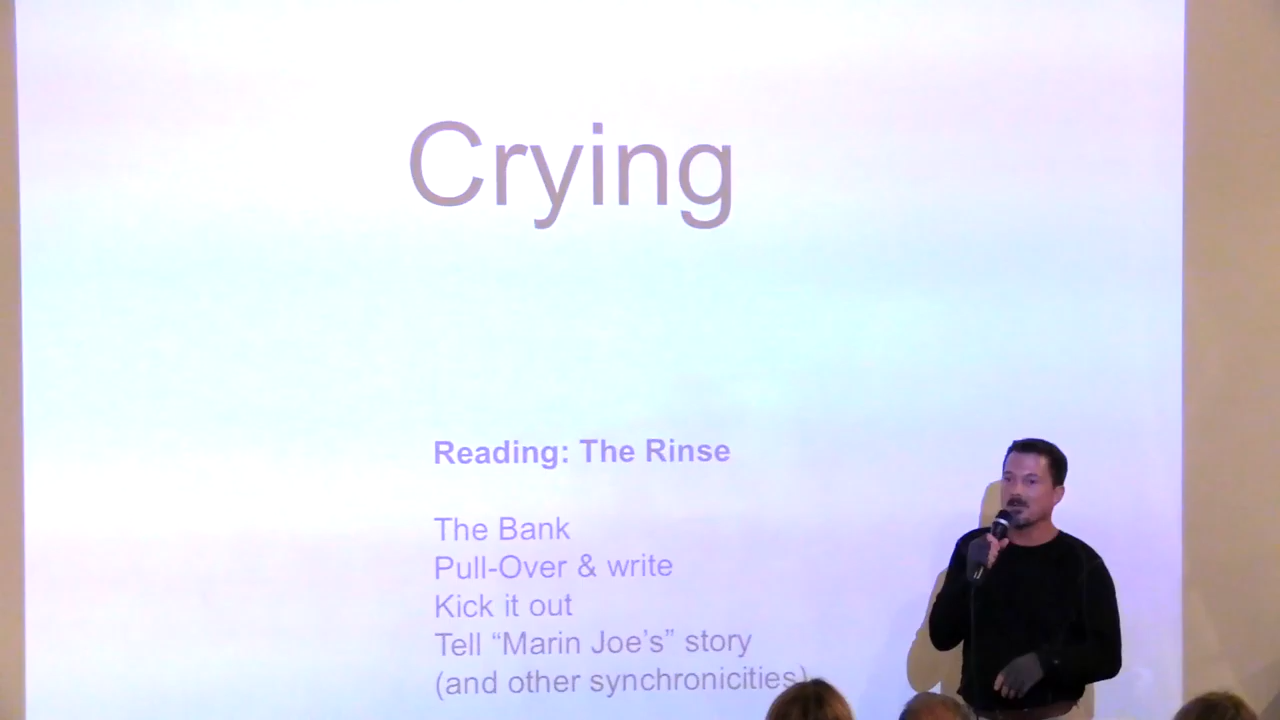 Crying
Reading: The Rinse
The Bank
Pull-Over & write
Kick it out
Tell “Marin Joe’s” story
(and other synchronicities)